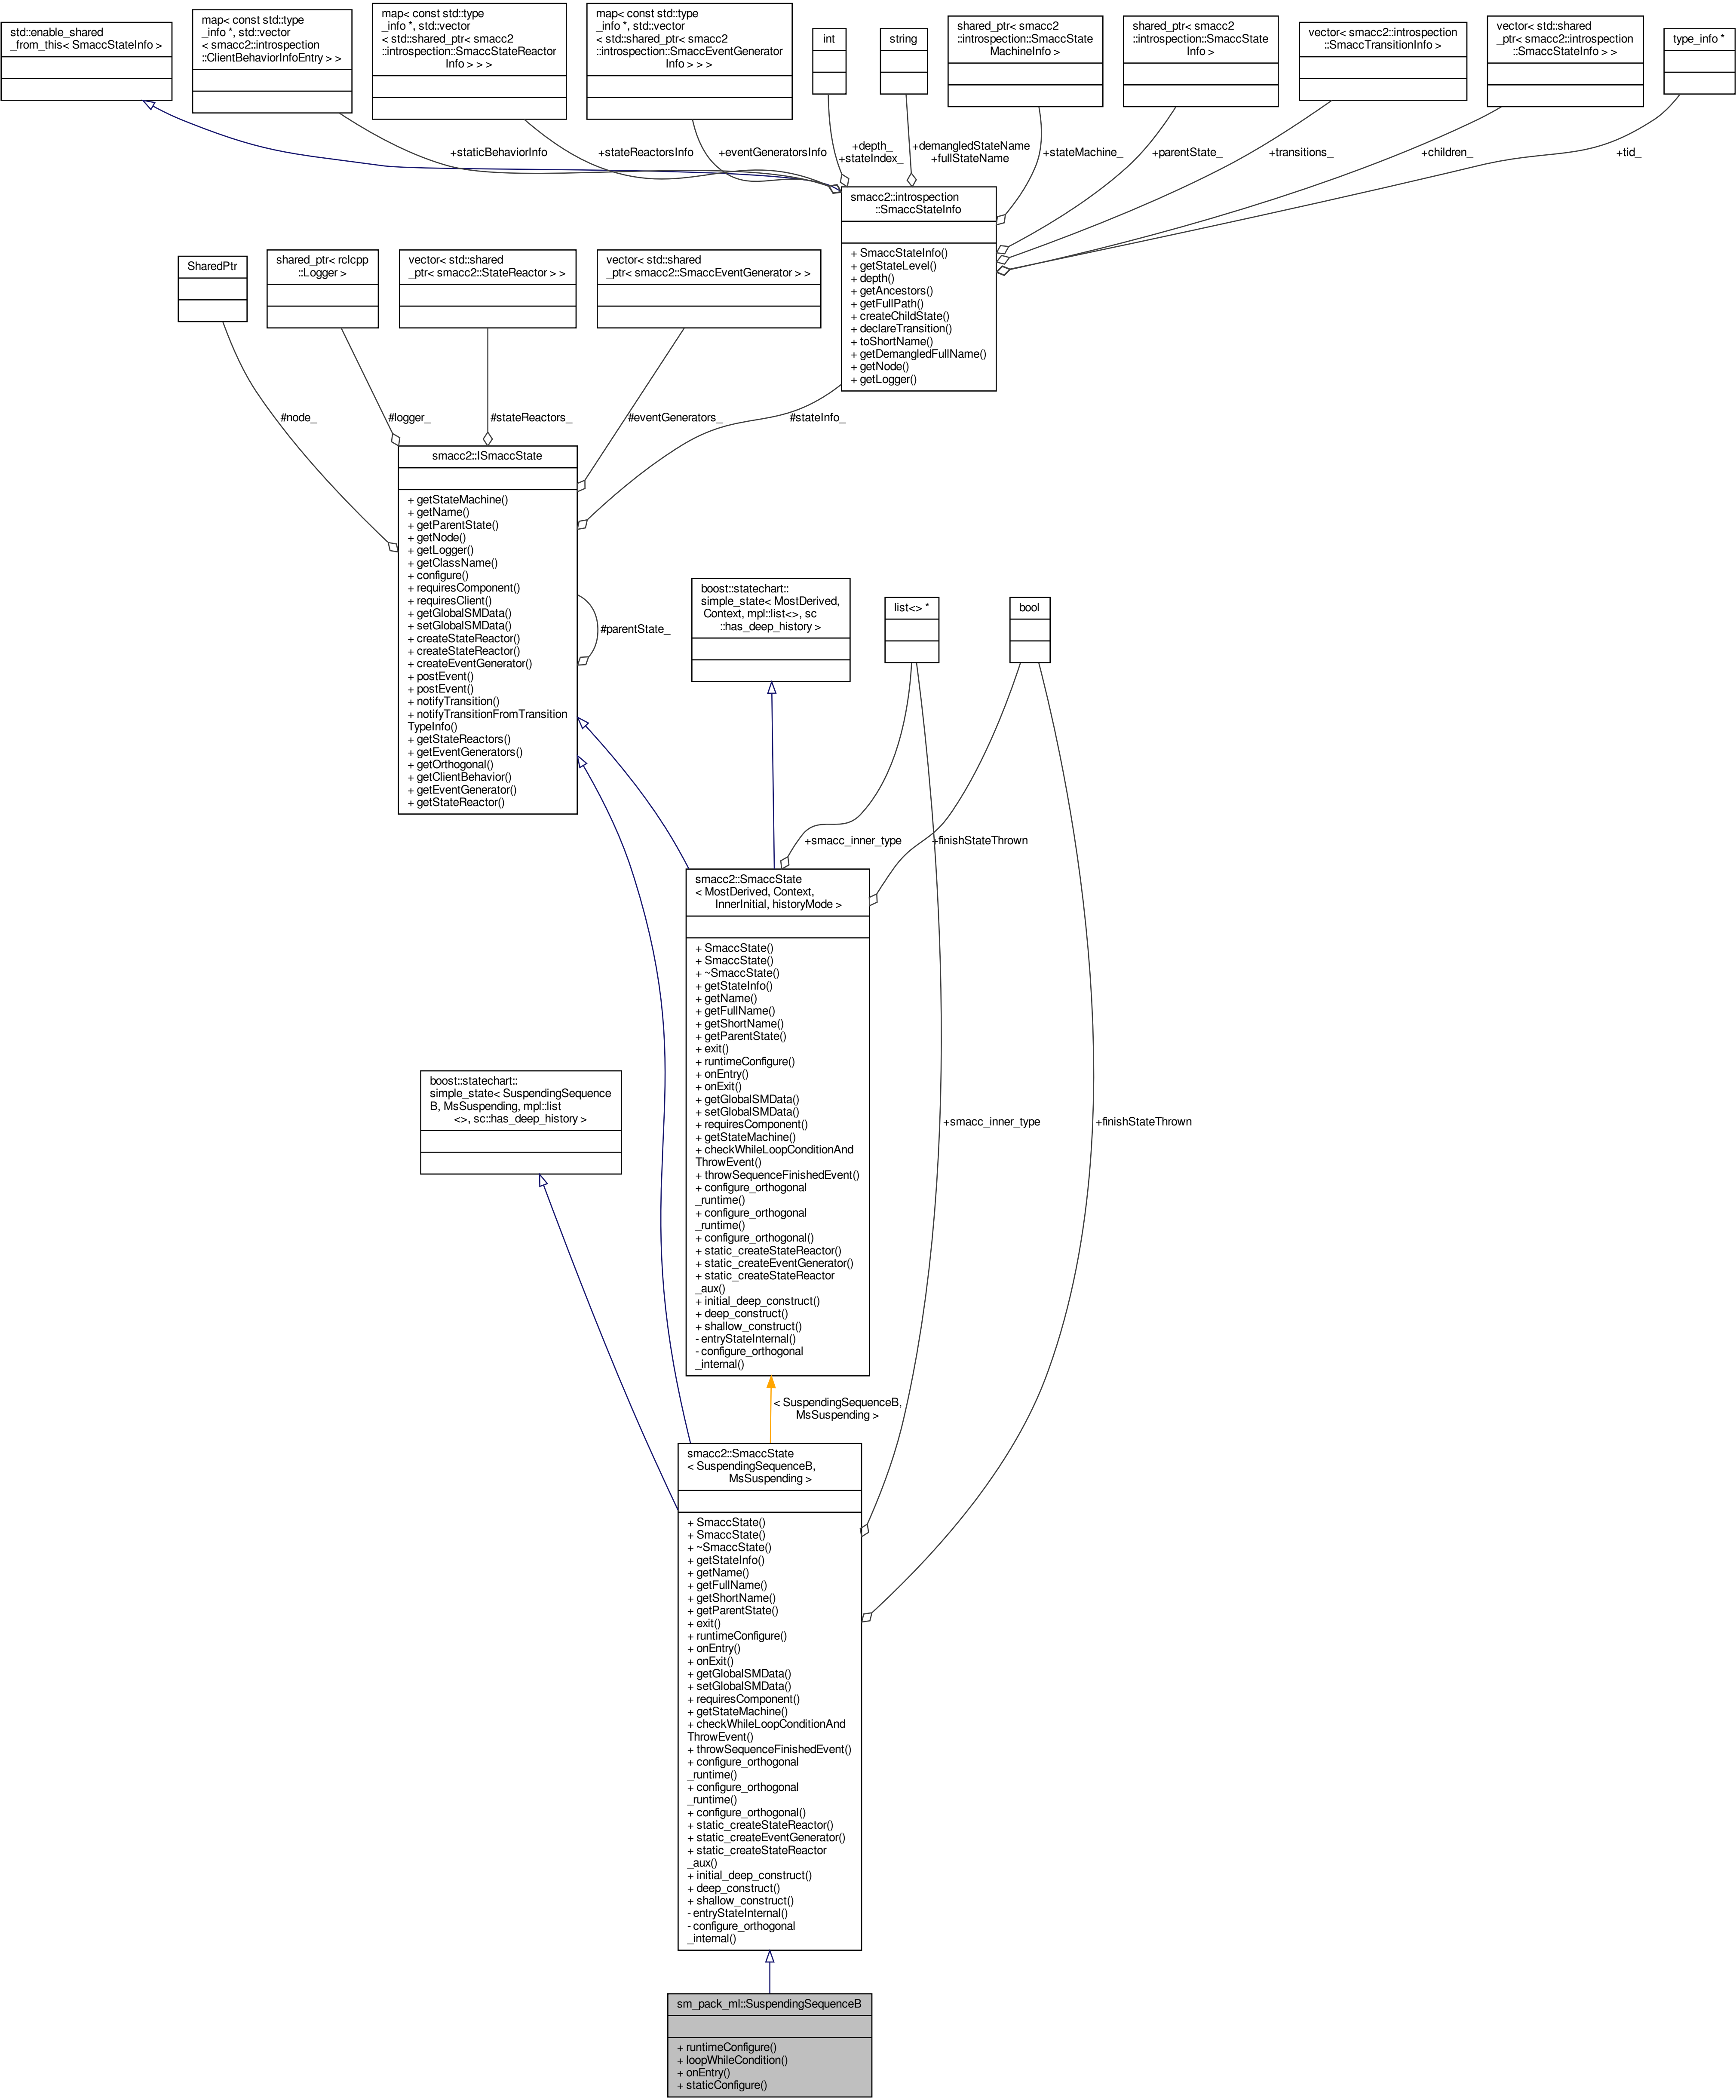 std::enable_shared
_from_this< SmaccStateInfo >
map< const std::type
_info *, std::vector
< smacc2::introspection
::ClientBehaviorInfoEntry > >
map< const std::type
_info *, std::vector
< std::shared_ptr< smacc2
::introspection::SmaccStateReactor
Info > > >
map< const std::type
_info *, std::vector
< std::shared_ptr< smacc2
::introspection::SmaccEventGenerator
Info > > >
int
string
shared_ptr< smacc2
::introspection::SmaccState
MachineInfo >
shared_ptr< smacc2
::introspection::SmaccState
Info >
vector< smacc2::introspection
::SmaccTransitionInfo >
vector< std::shared
_ptr< smacc2::introspection
::SmaccStateInfo > >
type_info *
+staticBehaviorInfo
+stateReactorsInfo
+eventGeneratorsInfo
+depth_
+stateIndex_
+demangledStateName
+fullStateName
+stateMachine_
+parentState_
+transitions_
+children_
+tid_
smacc2::introspection
::SmaccStateInfo
+ SmaccStateInfo()
+ getStateLevel()
+ depth()
+ getAncestors()
+ getFullPath()
+ createChildState()
+ declareTransition()
+ toShortName()
+ getDemangledFullName()
+ getNode()
+ getLogger()
SharedPtr
shared_ptr< rclcpp
::Logger >
vector< std::shared
_ptr< smacc2::StateReactor > >
vector< std::shared
_ptr< smacc2::SmaccEventGenerator > >
#node_
#logger_
#stateReactors_
#eventGenerators_
#stateInfo_
smacc2::ISmaccState
+ getStateMachine()
+ getName()
+ getParentState()
+ getNode()
+ getLogger()
+ getClassName()
+ configure()
+ requiresComponent()
+ requiresClient()
+ getGlobalSMData()
+ setGlobalSMData()
+ createStateReactor()
+ createStateReactor()
+ createEventGenerator()
+ postEvent()
+ postEvent()
+ notifyTransition()
+ notifyTransitionFromTransition
TypeInfo()
+ getStateReactors()
+ getEventGenerators()
+ getOrthogonal()
+ getClientBehavior()
+ getEventGenerator()
+ getStateReactor()
#parentState_
boost::statechart::
simple_state< MostDerived,
Context, mpl::list<>, sc
::has_deep_history >
list<> *
bool
+smacc_inner_type
+finishStateThrown
smacc2::SmaccState
< MostDerived, Context,
InnerInitial, historyMode >
+ SmaccState()
+ SmaccState()
+ ~SmaccState()
+ getStateInfo()
+ getName()
+ getFullName()
+ getShortName()
+ getParentState()
+ exit()
+ runtimeConfigure()
+ onEntry()
+ onExit()
+ getGlobalSMData()
+ setGlobalSMData()
+ requiresComponent()
+ getStateMachine()
+ checkWhileLoopConditionAnd
ThrowEvent()
+ throwSequenceFinishedEvent()
+ configure_orthogonal
_runtime()
+ configure_orthogonal
_runtime()
+ configure_orthogonal()
+ static_createStateReactor()
+ static_createEventGenerator()
+ static_createStateReactor
_aux()
+ initial_deep_construct()
+ deep_construct()
+ shallow_construct()
- entryStateInternal()
- configure_orthogonal
_internal()
boost::statechart::
simple_state< SuspendingSequence
B, MsSuspending, mpl::list
<>, sc::has_deep_history >
+smacc_inner_type
+finishStateThrown
< SuspendingSequenceB,
MsSuspending >
smacc2::SmaccState
< SuspendingSequenceB,
MsSuspending >
+ SmaccState()
+ SmaccState()
+ ~SmaccState()
+ getStateInfo()
+ getName()
+ getFullName()
+ getShortName()
+ getParentState()
+ exit()
+ runtimeConfigure()
+ onEntry()
+ onExit()
+ getGlobalSMData()
+ setGlobalSMData()
+ requiresComponent()
+ getStateMachine()
+ checkWhileLoopConditionAnd
ThrowEvent()
+ throwSequenceFinishedEvent()
+ configure_orthogonal
_runtime()
+ configure_orthogonal
_runtime()
+ configure_orthogonal()
+ static_createStateReactor()
+ static_createEventGenerator()
+ static_createStateReactor
_aux()
+ initial_deep_construct()
+ deep_construct()
+ shallow_construct()
- entryStateInternal()
- configure_orthogonal
_internal()
sm_pack_ml::SuspendingSequenceB
+ runtimeConfigure()
+ loopWhileCondition()
+ onEntry()
+ staticConfigure()